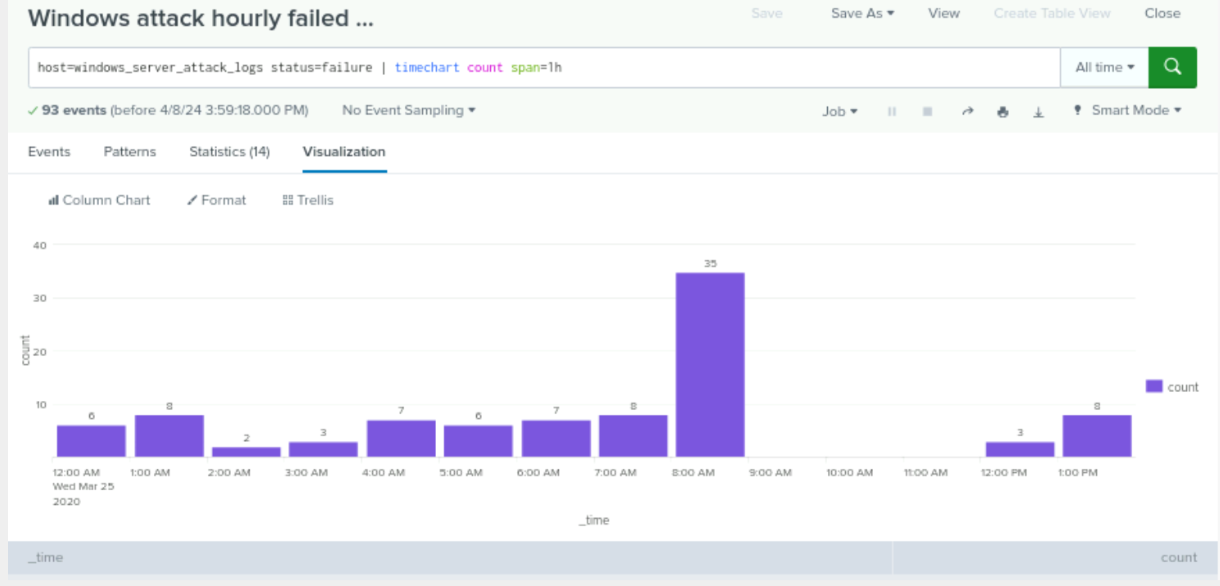 Windows attack hourly failed ...
Save Save As View Create Table View Close
host=windows_server_attack_logs status=failure | timechart count span=1h
All time
93 events (before 4/8/24 3:59:18.000 PM) No Event Sampling
Job Smart Mode
Events Patterns Statistics (14) Visualization
Column Chart Format Trellis
40
30
20
10
count
6 8 2 3 7 6 7 8 35 3 8
12:00 AM 1:00 AM 2:00 AM 3:00 AM 4:00 AM 5:00 AM 6:00 AM 7:00 AM 8:00 AM 9:00 AM 10:00 AM 11:00 AM 12:00 PM 1:00 PM
Wed Mar 25
2020
_time
count
_time count